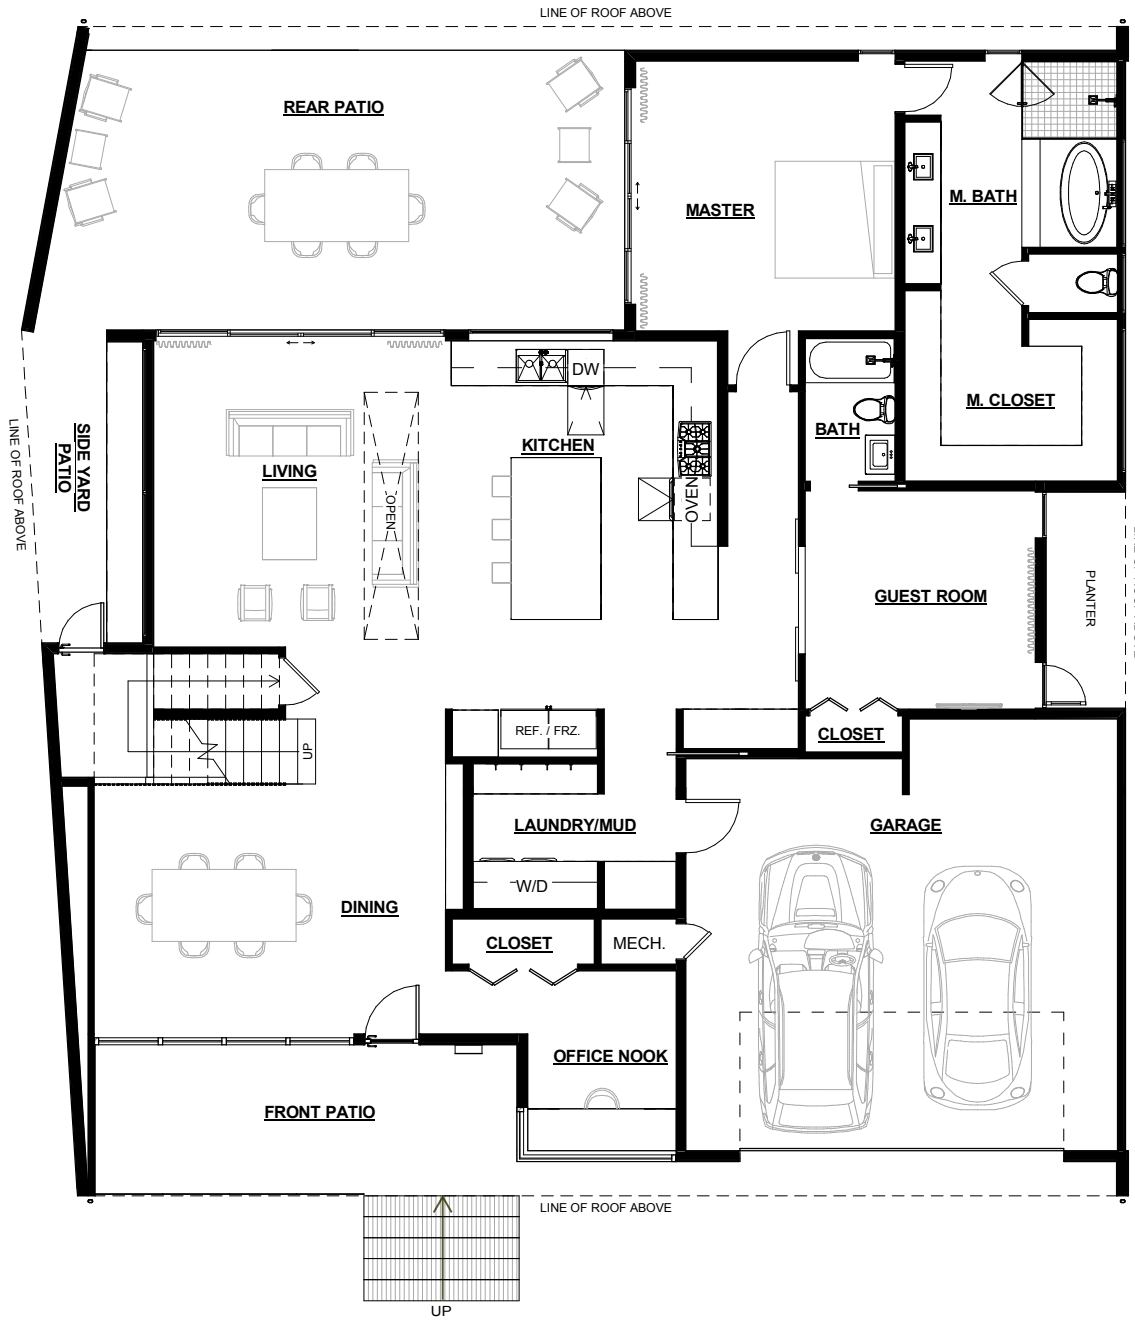 LINE OF ROOF ABOVE
REAR PATIO
MASTER
M. BATH
DW
M. CLOSET
BATH
KITCHEN
LIVING
SIDE YARD
PATIO
LINE OF ROOF ABOVE
OPEN
OVEN
GUEST ROOM
PLANTER
REF. / FRZ.
CLOSET
UP
LAUNDRY/MUD
GARAGE
W/D
DINING
CLOSET
MECH.
OFFICE NOOK
FRONT PATIO
LINE OF ROOF ABOVE
UP